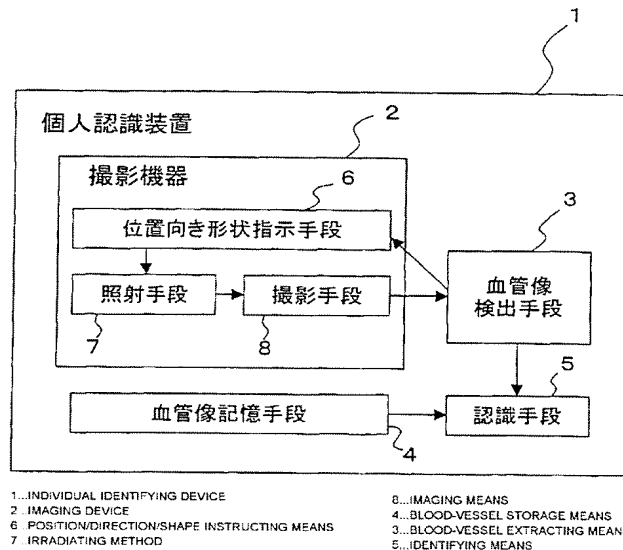 1
個人認識装置
2
撮影機器
6
位置向き形状指示手段
3
照射手段
撮影手段
血管像
検出手段
7
8
5
血管像記憶手段
認識手段
4
1...INDIVIDUAL IDENTIFYING DEVICE
2...IMAGING DEVICE
6...POSITION/DIRECTION/SHAPE INSTRUCTING MEANS
7...IRRADIATING METHOD
8...IMAGING MEANS
4...BLOOD-VESSEL STORAGE MEANS
3...BLOOD-VESSEL EXTRACTING MEANS
5...IDENTIFYING MEANS